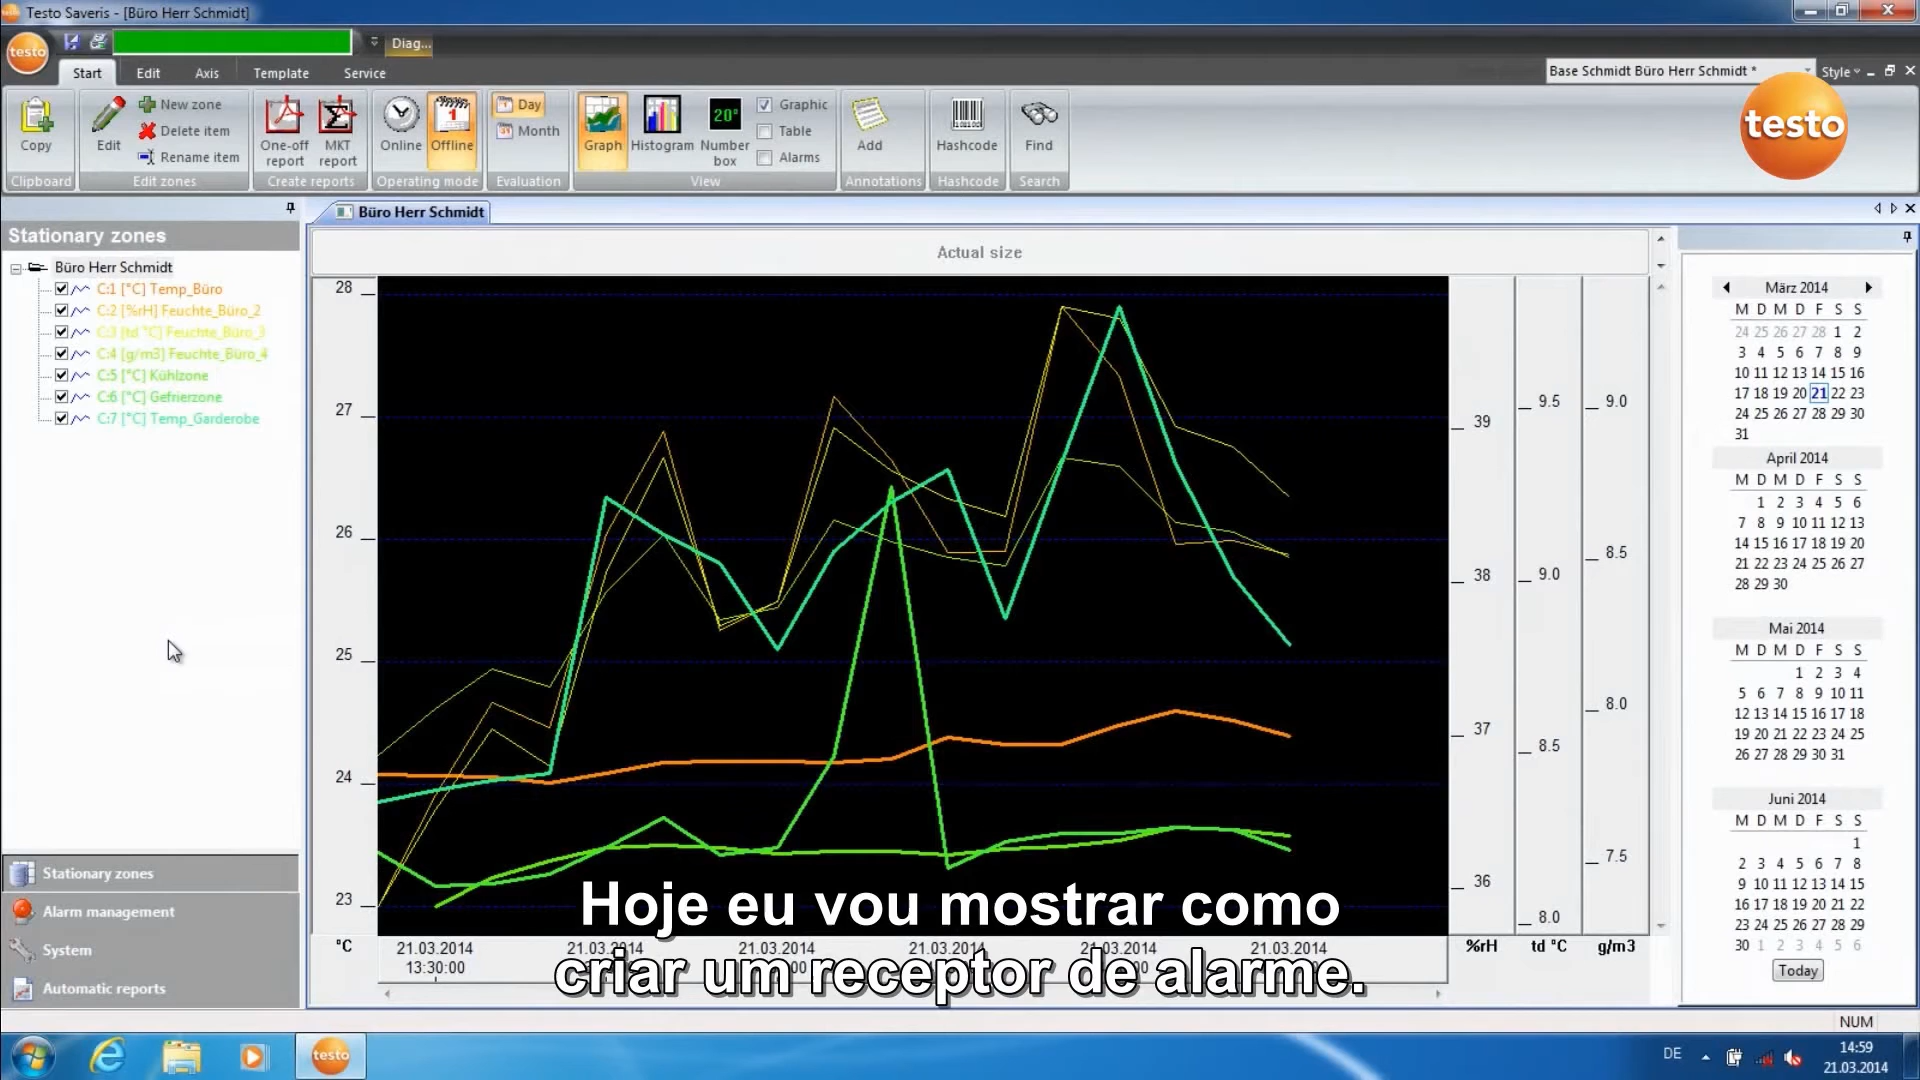 Testo Saveris - [Büro Herr Schmidt]
testo
Diag...
Start Edit Axis Template Service
Base Schmidt Büro Herr Schmidt * Style
Copy
Clipboard
Edit
New zone
Delete item
Rename item
Edit zones
One-off report
MKT report
Create reports
Online
Offline
Operating mode
Day
Month
Evaluation
Graph
Histogram
20°
Number box
Graphic
Table
Alarms
View
Add
Annotations
Hashcode
Hashcode
Find
Search
testo
Stationary zones
Büro Herr Schmidt
C:1 [°C] Temp_Büro
C:2 [%rH] Feuchte_Büro_2
C:3 [td °C] Feuchte_Büro_3
C:4 [g/m3] Feuchte_Büro_4
C:5 [°C] Kühlzone
C:6 [°C] Gefrierzone
C:7 [°C] Temp_Garderobe
Stationary zones
Alarm management
System
Automatic reports
Büro Herr Schmidt
Actual size
28
27
26
25
24
23
°C
39
38
37
36
%rH
9.5
9.0
8.5
8.0
td °C
9.0
8.5
8.0
7.5
g/m3
21.03.2014 21.03.2014 21.03.2014 21.03.2014 21.03.2014 21.03.2014
13:30:00
Hoje eu vou mostrar como
criar um receptor de alarme.
März 2014
M D M D F S S
24 25 26 27 28 1 2
3 4 5 6 7 8 9
10 11 12 13 14 15 16
17 18 19 20 21 22 23
24 25 26 27 28 29 30
31
April 2014
M D M D F S S
1 2 3 4 5 6
7 8 9 10 11 12 13
14 15 16 17 18 19 20
21 22 23 24 25 26 27
28 29 30
Mai 2014
M D M D F S S
1 2 3 4
5 6 7 8 9 10 11
12 13 14 15 16 17 18
19 20 21 22 23 24 25
26 27 28 29 30 31
Juni 2014
M D M D F S S
1
2 3 4 5 6 7 8
9 10 11 12 13 14 15
16 17 18 19 20 21 22
23 24 25 26 27 28 29
30 1 2 3 4 5 6
Today
NUM
testo
DE
14:59
21.03.2014